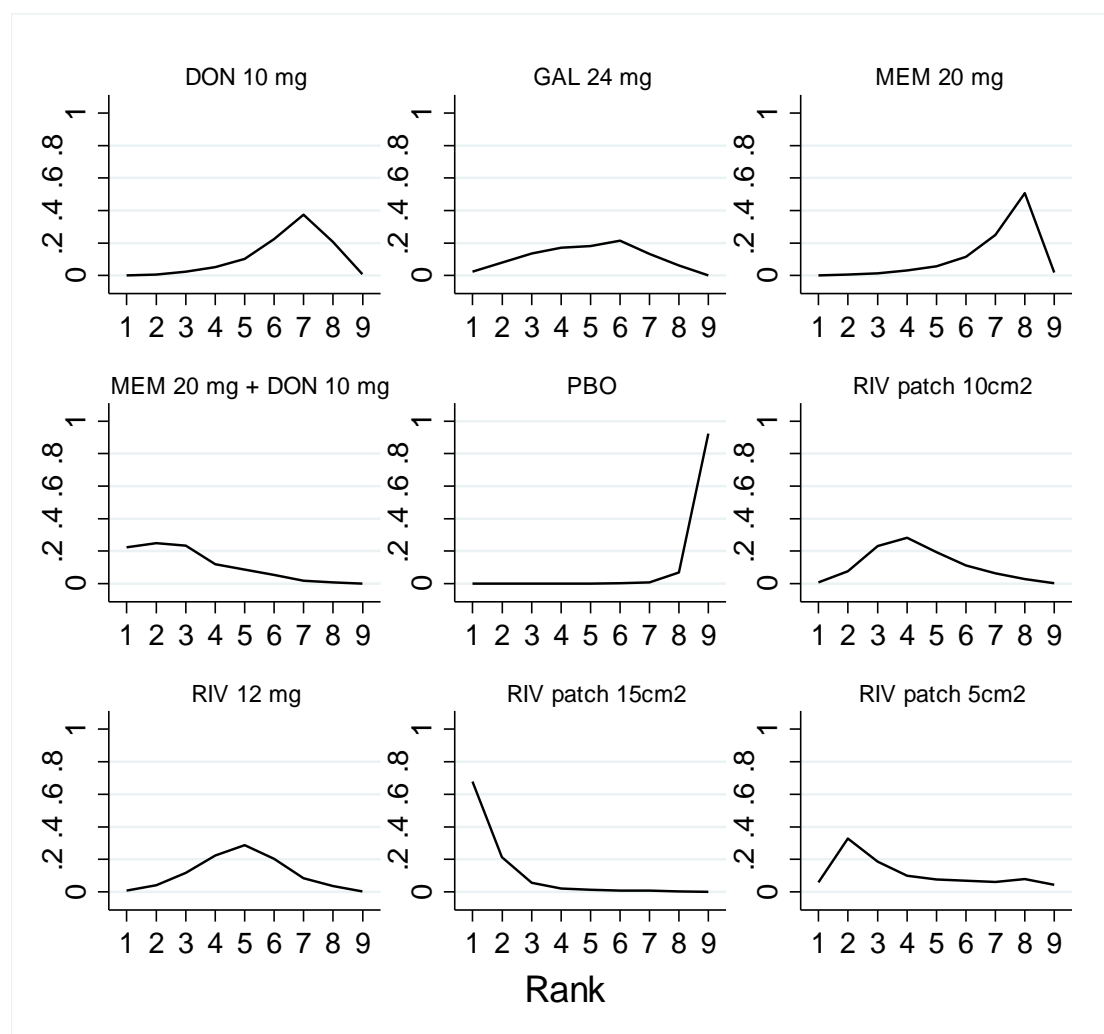 DON 10 mg
0 .2 .4 .6 .8 1
1 2 3 4 5 6 7 8 9
GAL 24 mg
0 .2 .4 .6 .8 1
1 2 3 4 5 6 7 8 9
MEM 20 mg
0 .2 .4 .6 .8 1
1 2 3 4 5 6 7 8 9
MEM 20 mg + DON 10 mg
0 .2 .4 .6 .8 1
1 2 3 4 5 6 7 8 9
PBO
0 .2 .4 .6 .8 1
1 2 3 4 5 6 7 8 9
RIV patch 10cm2
0 .2 .4 .6 .8 1
1 2 3 4 5 6 7 8 9
RIV 12 mg
0 .2 .4 .6 .8 1
1 2 3 4 5 6 7 8 9
RIV patch 15cm2
0 .2 .4 .6 .8 1
1 2 3 4 5 6 7 8 9
RIV patch 5cm2
0 .2 .4 .6 .8 1
1 2 3 4 5 6 7 8 9
Rank